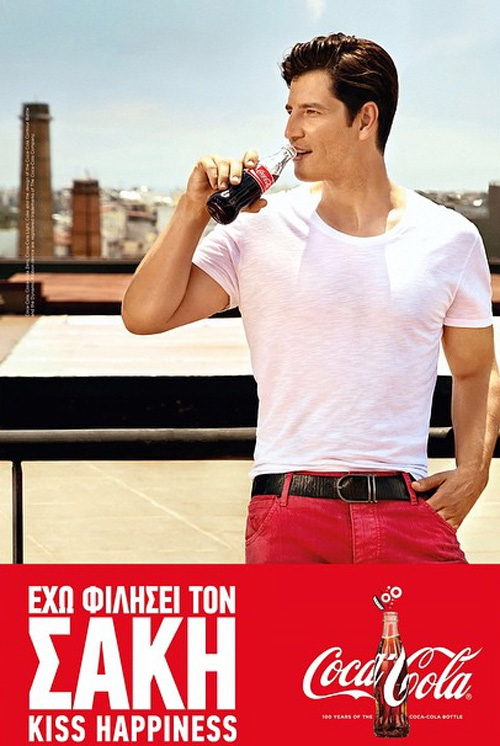 ΕΧΩ ΦΙΛΗΣΕΙ ΤΟΝ
ΣΑΚΗ
KISS HAPPINESS
Coca-Cola
100 YEARS OF THE COCA-COLA BOTTLE